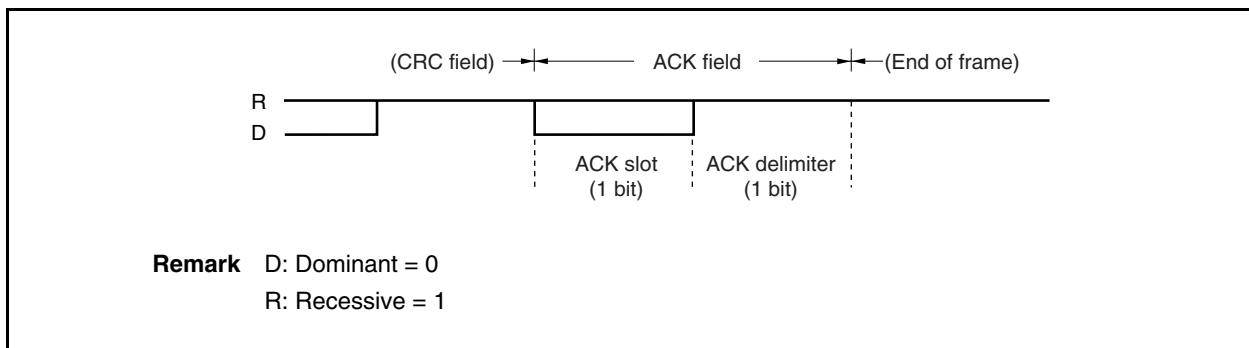 (CRC field) ACK field (End of frame)
R
D
ACK slot ACK delimiter
(1 bit) (1 bit)
Remark D: Dominant = 0
R: Recessive = 1